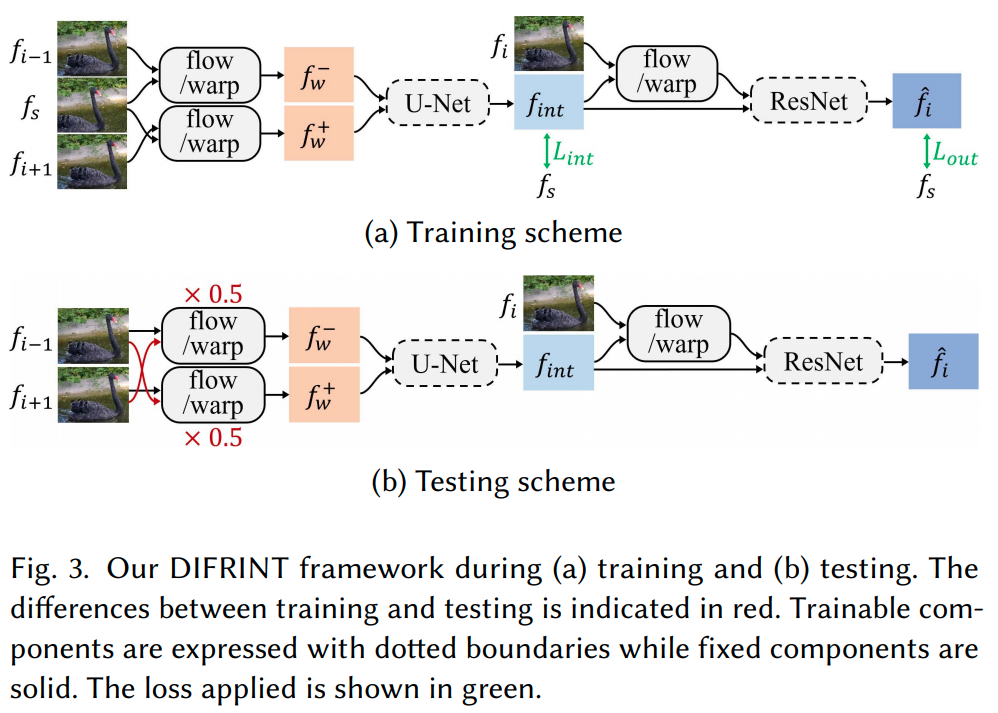 f_{i-1}
f_s
f_{i+1}
flow
/warp
flow
/warp
f_w^-
f_w^+
U-Net
f_i
f_{int}
L_{int}
f_s
flow
/warp
ResNet
\hat{f}_i
L_{out}
f_s
(a) Training scheme
f_{i-1}
f_{i+1}
× 0.5
flow
/warp
flow
/warp
× 0.5
f_w^-
f_w^+
U-Net
f_i
f_{int}
flow
/warp
ResNet
\hat{f}_i
(b) Testing scheme
Fig. 3. Our DIFRINT framework during (a) training and (b) testing. The
differences between training and testing is indicated in red. Trainable com-
ponents are expressed with dotted boundaries while fixed components are
solid. The loss applied is shown in green.